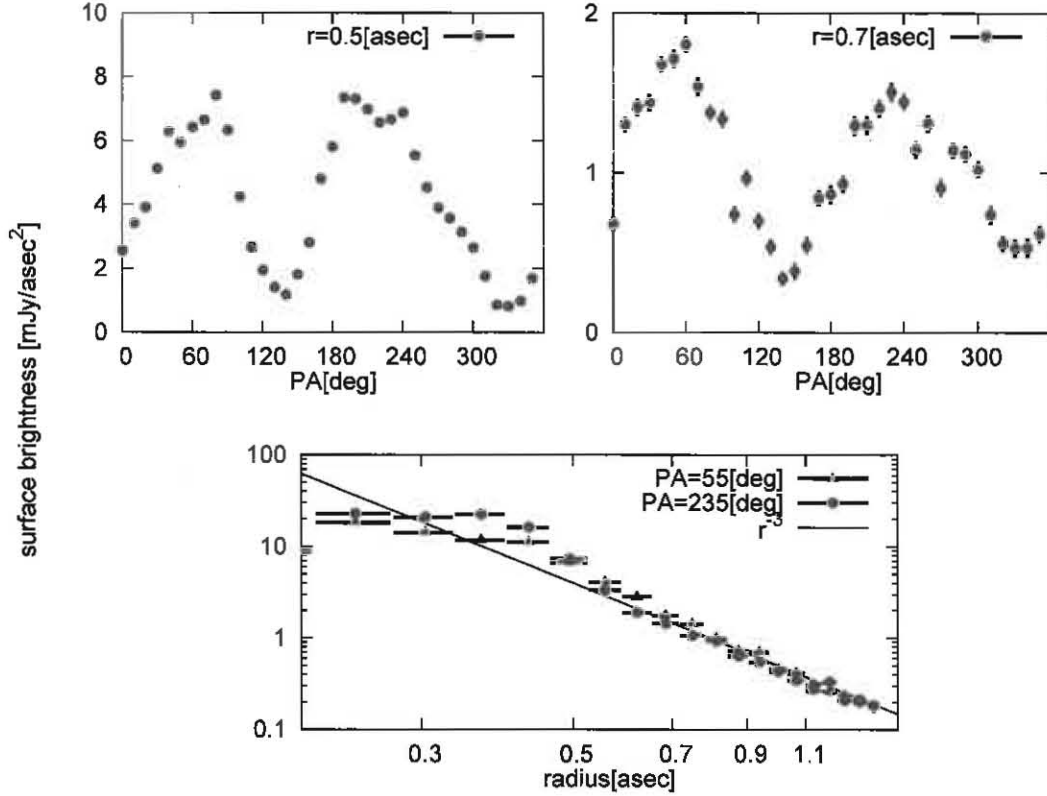 surface brightness [mJy/asec²]
r=0.5[asec]
10
8
6
4
2
0
0 60 120 180 240 300
PA[deg]
r=0.7[asec]
2
1
0
0 60 120 180 240 300
PA[deg]
PA=55[deg]
PA=235[deg]
r⁻³
100
10
1
0.1
0.3 0.5 0.7 0.9 1.1
radius[asec]